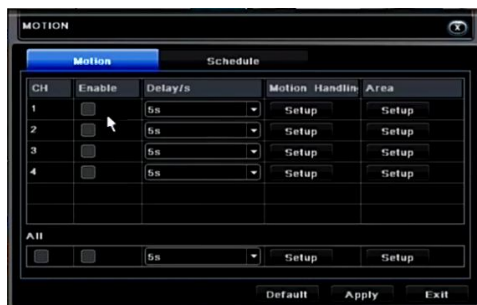 MOTION X
Motion Schedule
CH Enable Delay/s Motion Handlin Area
1 5s Setup Setup
2 5s Setup Setup
3 5s Setup Setup
4 5s Setup Setup
All
5s Setup Setup
Default Apply Exit